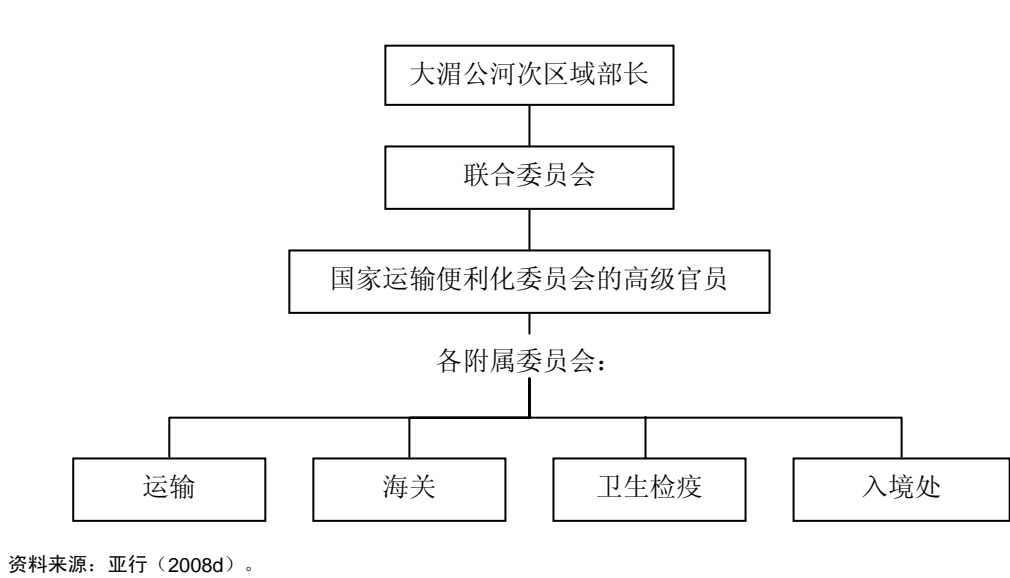 大湄公河次区域部长
联合委员会
国家运输便利化委员会的高级官员
各附属委员会：
运输
海关
卫生检疫
入境处
资料来源：亚行（2008d）。